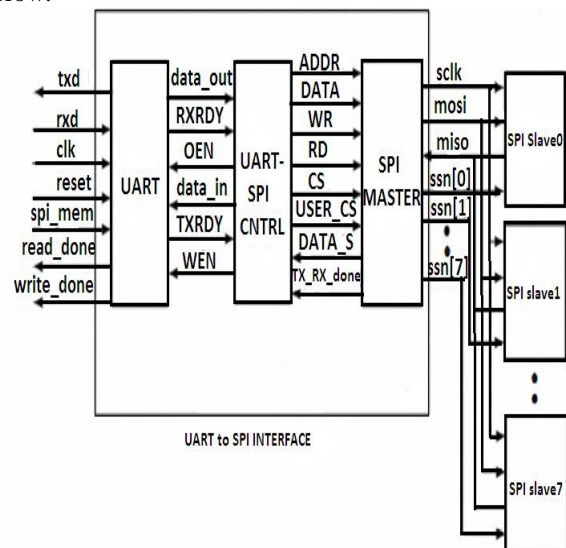 txd
rxd
clk
reset
spi_mem
read_done
write_done
UART
data_out
RXRDY
OEN
data_in
TXRDY
WEN
UART-
SPI
CNTRL
ADDR
DATA
WR
RD
CS
USER_CS
DATA_S
TX_RX_done
SPI
MASTER
sclk
mosi
miso
ssn[0]
ssn[1]
ssn[7]
SPI Slave0
SPI slave1
SPI slave7
UART to SPI INTERFACE